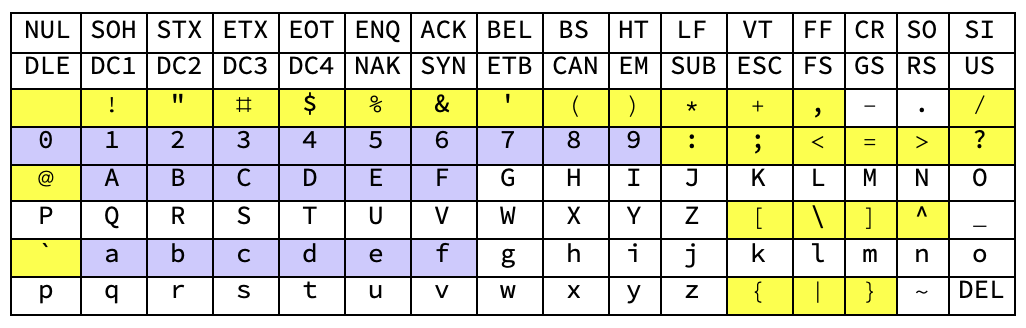 NUL SOH STX ETX EOT ENQ ACK BEL BS HT LF VT FF CR SO SI
DLE DC1 DC2 DC3 DC4 NAK SYN ETB CAN EM SUB ESC FS GS RS US
! " # $ % & ' ( ) * + , - . /
0 1 2 3 4 5 6 7 8 9 : ; < = > ?
@ A B C D E F G H I J K L M N O
P Q R S T U V W X Y Z [ \ ] ^ _
` a b c d e f g h i j k l m n o
p q r s t u v w x y z { | } ~ DEL